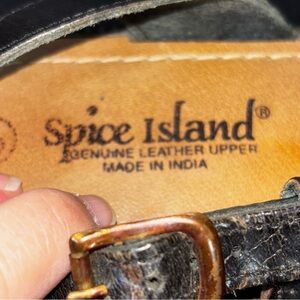 Spice Island®
GENUINE LEATHER UPPER
MADE IN INDIA